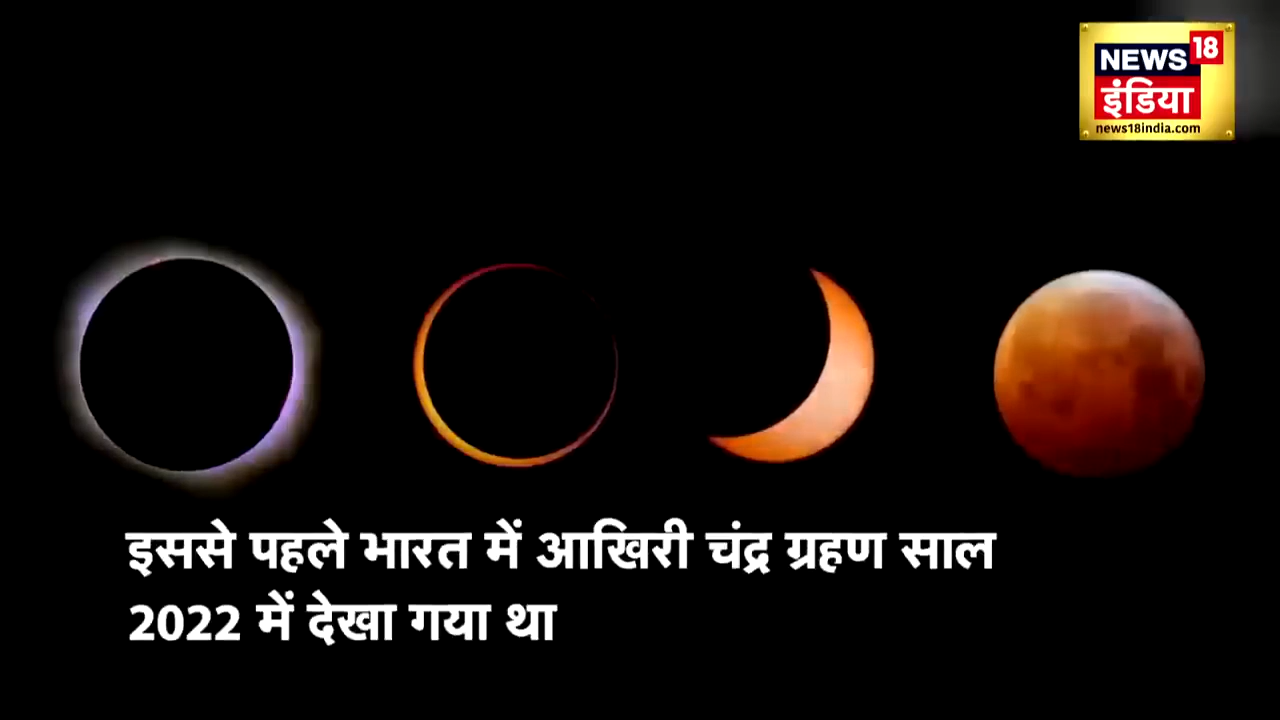 NEWS 18
इंडिया
news18india.com
इससे पहले भारत में आखिरी चंद्र ग्रहण साल
2022 में देखा गया था